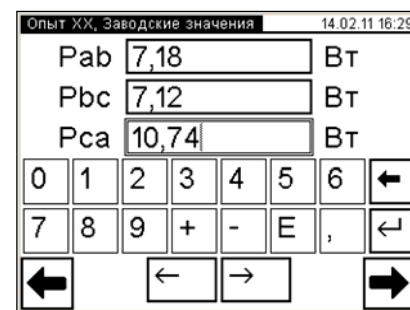 Опыт XX, Заводские значения 14.02.11 16:29
Pab 7,18 Вт
Pbc 7,12 Вт
Pca 10,74 Вт
0 1 2 3 4 5 6 ←
7 8 9 + - E , ↵
← ← → →